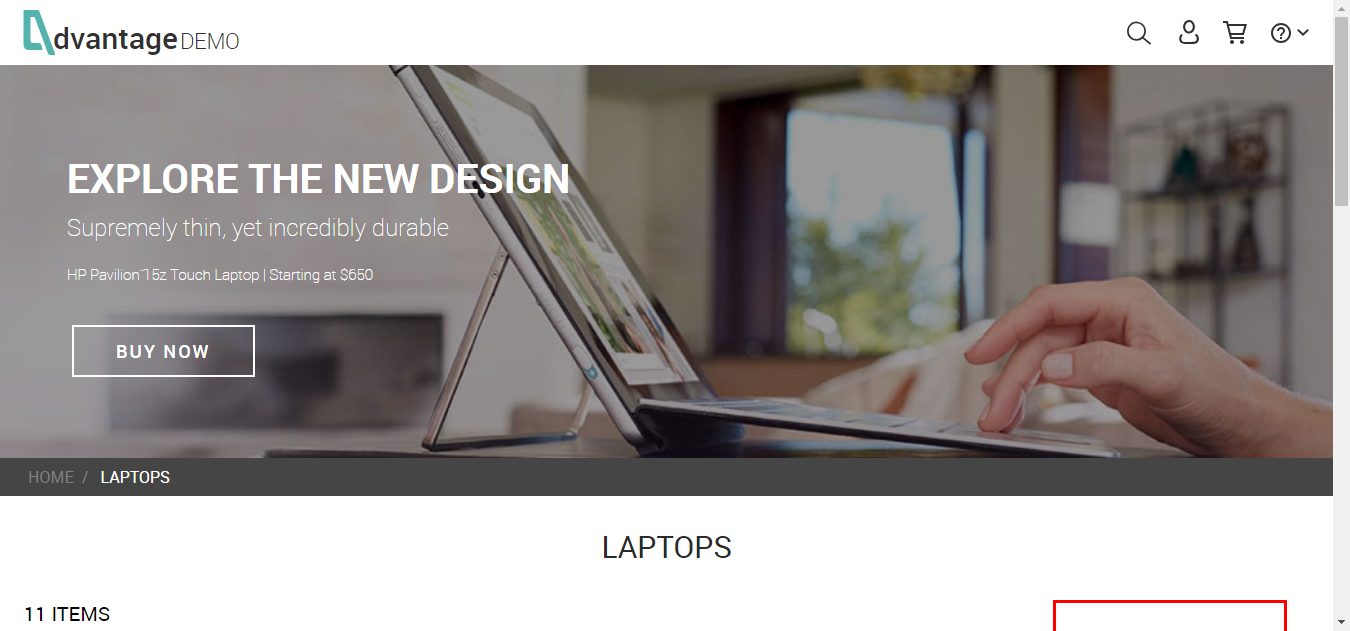 dvantage DEMO
EXPLORE THE NEW DESIGN
Supremely thin, yet incredibly durable
HP Pavilion 15z Touch Laptop | Starting at $650
BUY NOW
HOME / LAPTOPS
LAPTOPS
11 ITEMS